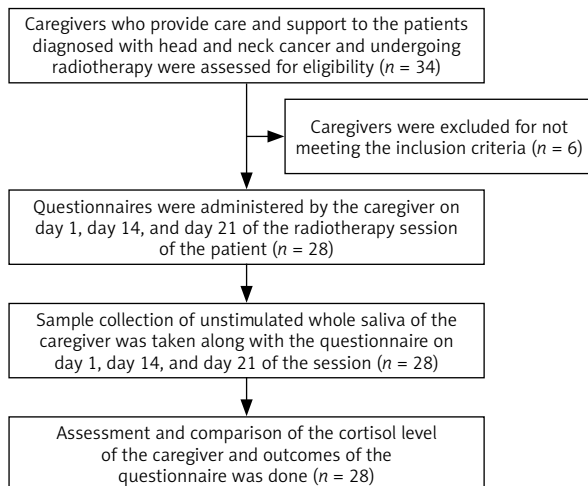 Caregivers who provide care and support to the patients
diagnosed with head and neck cancer and undergoing
radiotherapy were assessed for eligibility (n = 34)
Caregivers were excluded for not
meeting the inclusion criteria (n = 6)
Questionnaires were administered by the caregiver on
day 1, day 14, and day 21 of the radiotherapy session
of the patient (n = 28)
Sample collection of unstimulated whole saliva of the
caregiver was taken along with the questionnaire on
day 1, day 14, and day 21 of the session (n = 28)
Assessment and comparison of the cortisol level
of the caregiver and outcomes of the
questionnaire was done (n = 28)